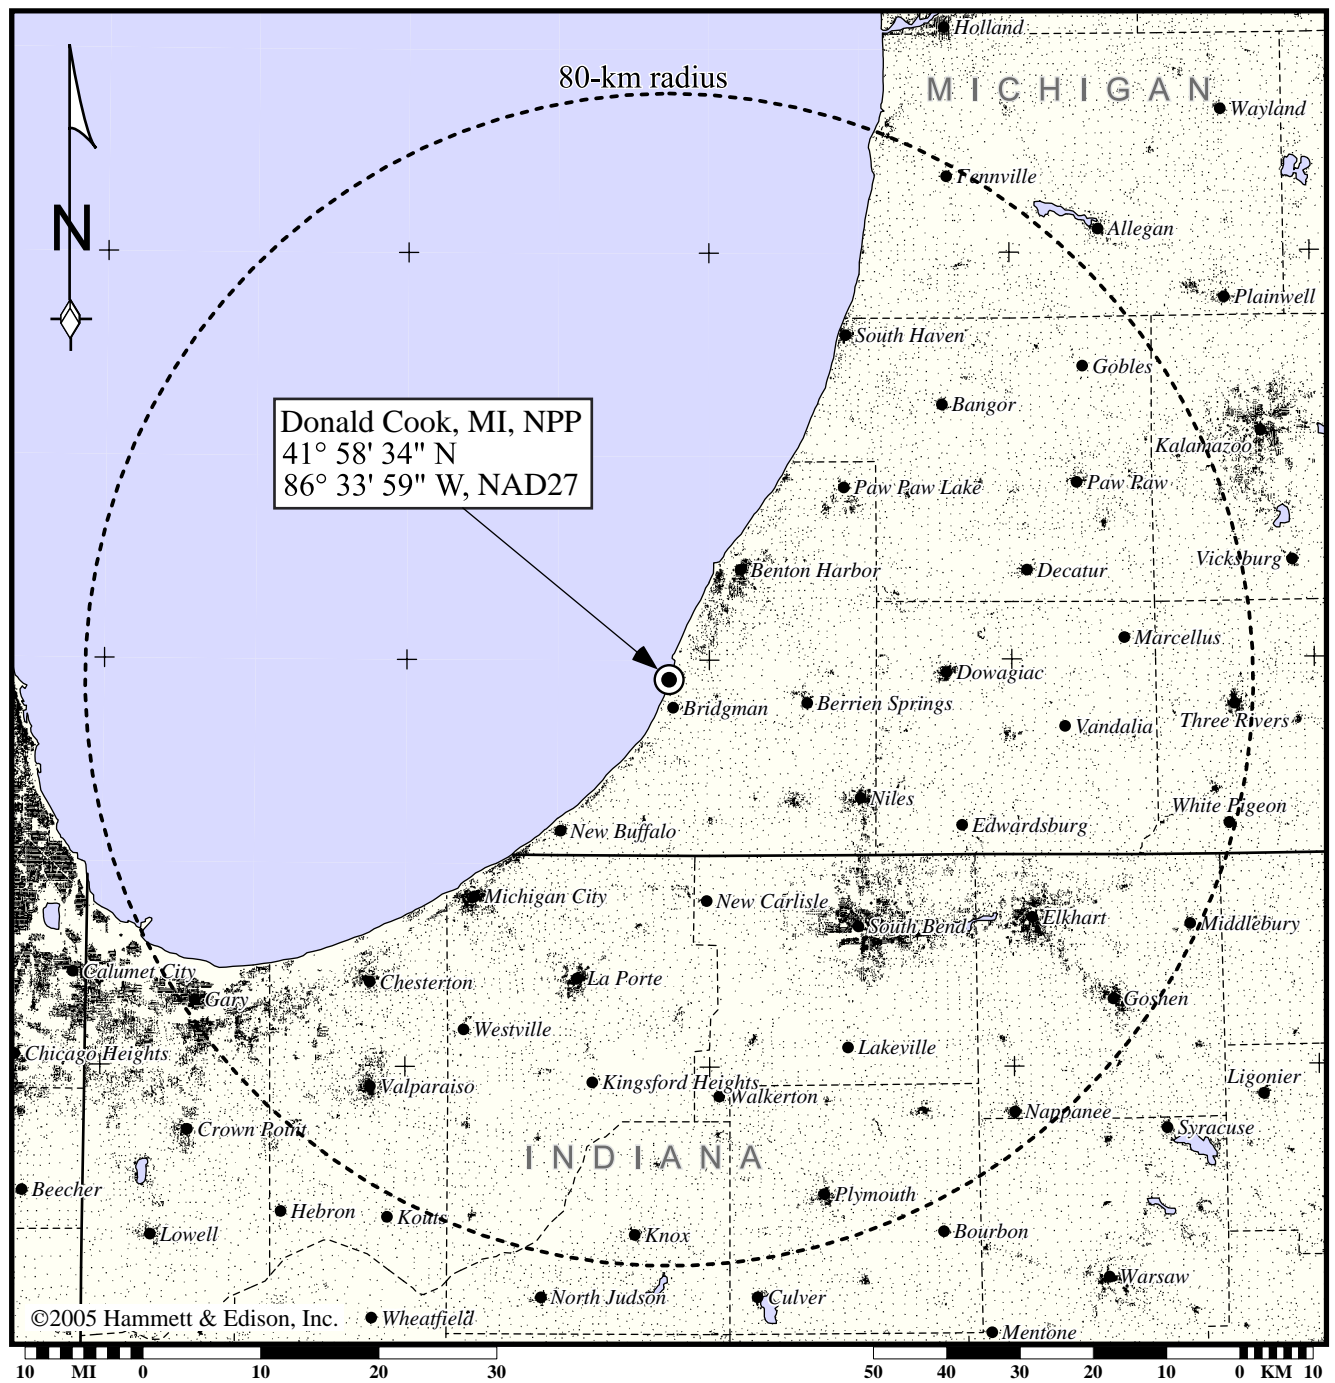 Holland
80-km radius
MICHIGAN
Wayland
Fennville
Allegan
N
Plainwell
South Haven
Gobles
Bangor
Donald Cook, MI, NPP
41° 58' 34" N
86° 33' 59" W, NAD27
Kalamazoo
Paw Paw Lake
Paw Paw
Vicksburg
Benton Harbor
Decatur
Marcellus
Dowagiac
Bridgman
Berrien Springs
Three Rivers
Vandalia
Niles
White Pigeon
New Buffalo
Edwardsburg
Michigan City
New Carlisle
Elkhart
South Bend
Middlebury
Calumet City
Chesterton
La Porte
Gary
Goshen
Westville
Chicago Heights
Lakeville
Valparaiso
Kingsford Heights
Walkerton
Ligonier
Nappanee
Crown Point
Syracuse
INDIANA
Beecher
Plymouth
Hebron
Kouts
Lowell
Knox
Bourbon
Warsaw
North Judson
Culver
©2005 Hammett & Edison, Inc.
Wheatfield
Mentone
10 MI 0 10 20 30
50 40 30 20 10 0 KM 10